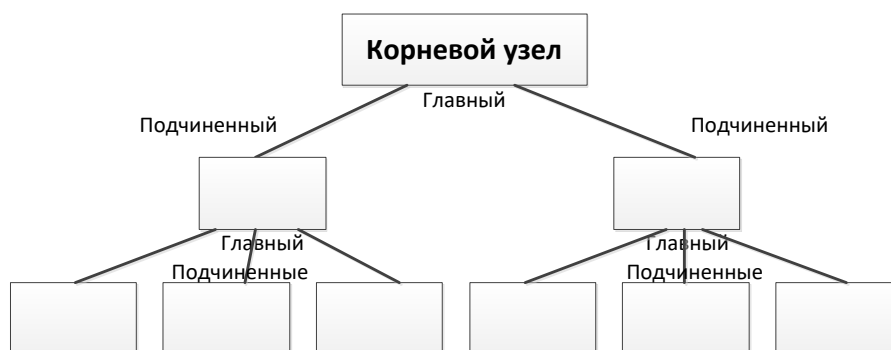 Корневой узел
Главный
Подчиненный
Подчиненный
Главный
Главный
Подчиненные
Подчиненные